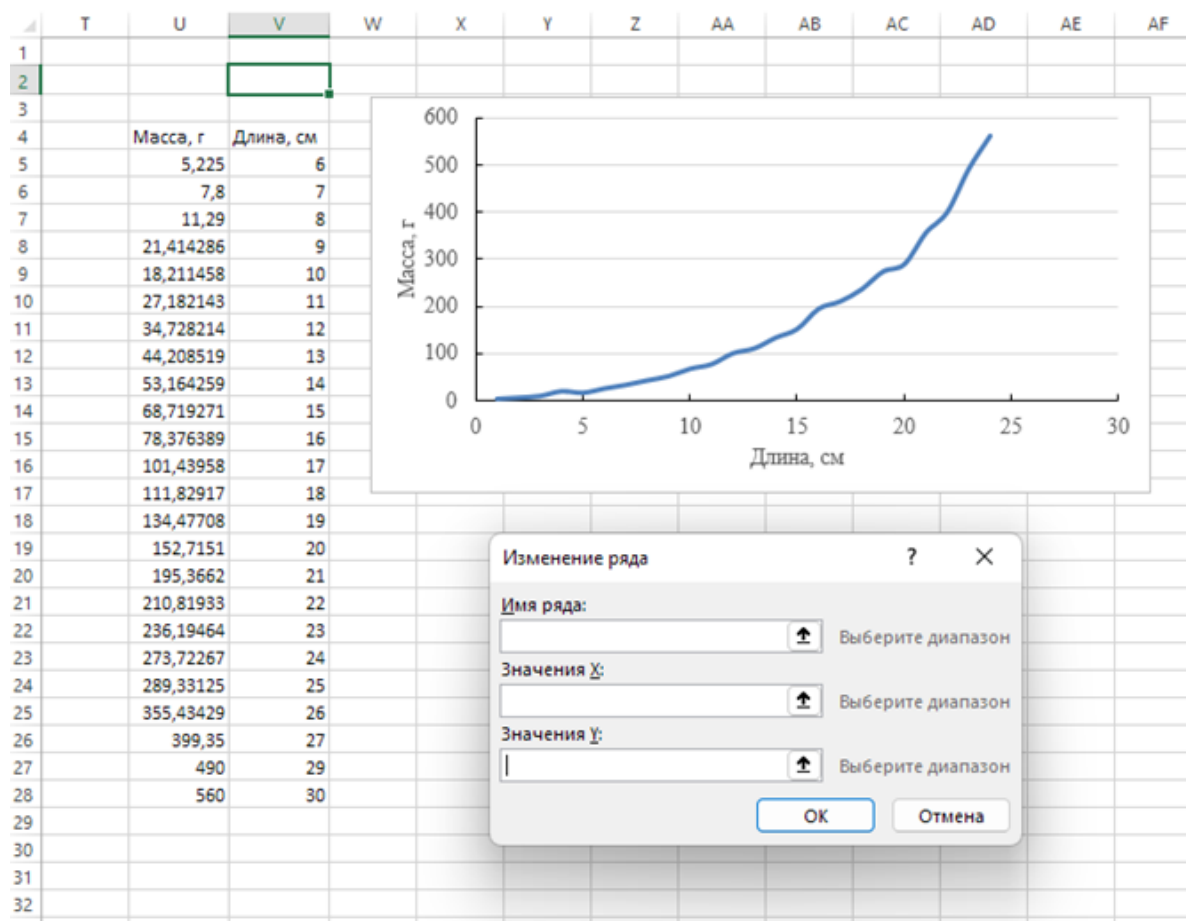 T U V W X Y Z AA AB AC AD AE AF
1
2
3
4 Масса, г Длина, см
5 5,225 6
6 7,8 7
7 11,29 8
8 21,414286 9
9 18,211458 10
10 27,182143 11
11 34,728214 12
12 44,208519 13
13 53,164259 14
14 68,719271 15
15 78,376389 16
16 101,43958 17
17 111,82917 18
18 134,47708 19
19 152,7151 20
20 195,3662 21
21 210,81933 22
22 236,19464 23
23 273,72267 24
24 289,33125 25
25 355,43429 26
26 399,35 27
27 490 29
28 560 30
29
30
31
32
600
500
400
300
200
100
0
Масса, г
0 5 10 15 20 25 30
Длина, см
Изменение ряда ?
Имя ряда:
Выберите диапазон
Значения X:
Выберите диапазон
Значения Y:
Выберите диапазон
ОК Отмена